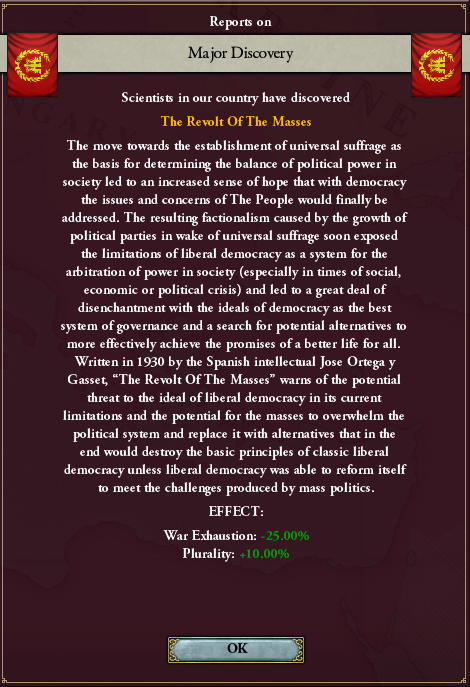 Reports on
Major Discovery
Scientists in our country have discovered
The Revolt Of The Masses
The move towards the establishment of universal suffrage as
the basis for determining the balance of political power in
society led to an increased sense of hope that with democracy
the issues and concerns of The People would finally be
addressed. The resulting factionalism caused by the growth of
political parties in wake of universal suffrage soon exposed
the limitations of liberal democracy as a system for the
arbitration of power in society (especially in times of social,
economic or political crisis) and led to a great deal of
disenchantment with the ideals of democracy as the best
system of governance and a search for potential alternatives to
more effectively achieve the promises of a better life for all.
Written in 1930 by the Spanish intellectual Jose Ortega y
Gasset, “The Revolt Of The Masses” warns of the potential
threat to the ideal of liberal democracy in its current
limitations and the potential for the masses to overwhelm the
political system and replace it with alternatives that in the
end would destroy the basic principles of classic liberal
democracy unless liberal democracy was able to reform itself
to meet the challenges produced by mass politics.
EFFECT:
War Exhaustion: -25.00%
Plurality: +10.00%
OK